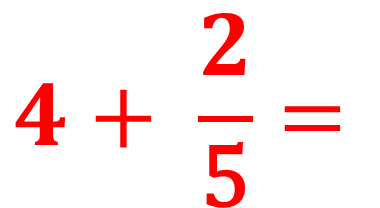 4 + 2/5 =